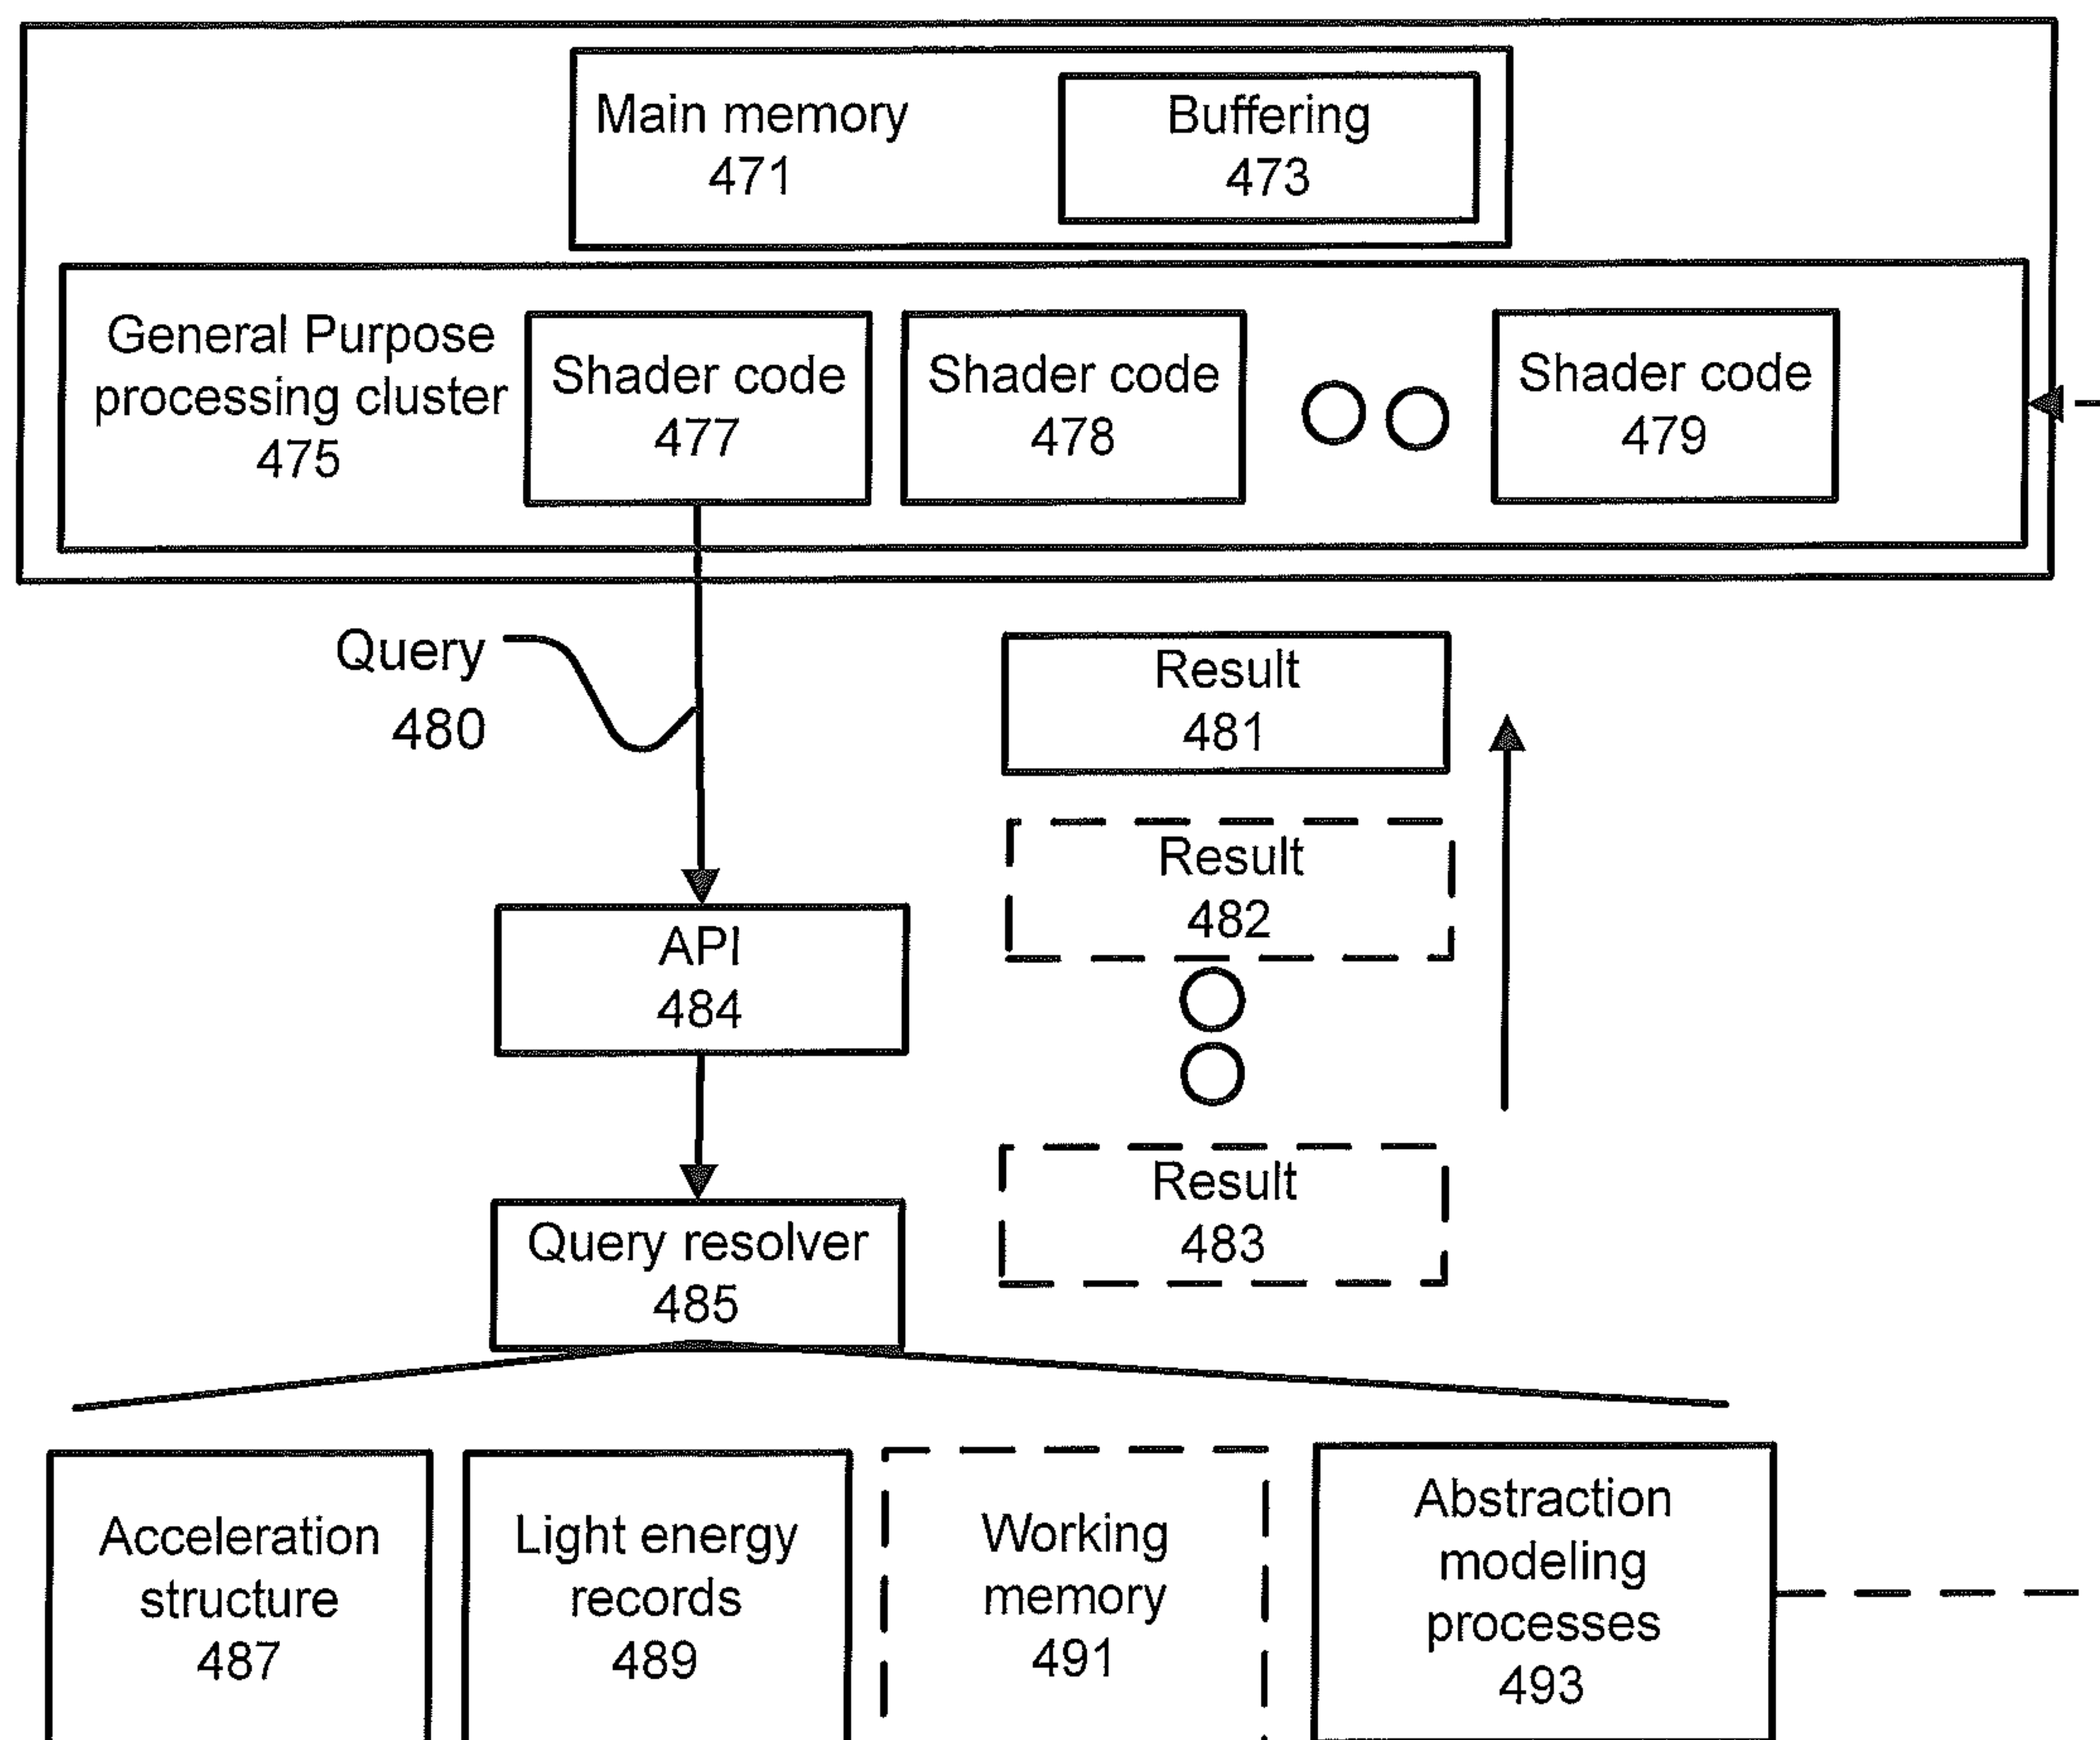 Main memory
471
Buffering
473
General Purpose
processing cluster
475
Shader code
477
Shader code
478
Shader code
479
Query
480
Result
481
Result
482
API
484
Result
483
Query resolver
485
Acceleration
structure
487
Light energy
records
489
Working
memory
491
Abstraction
modeling
processes
493